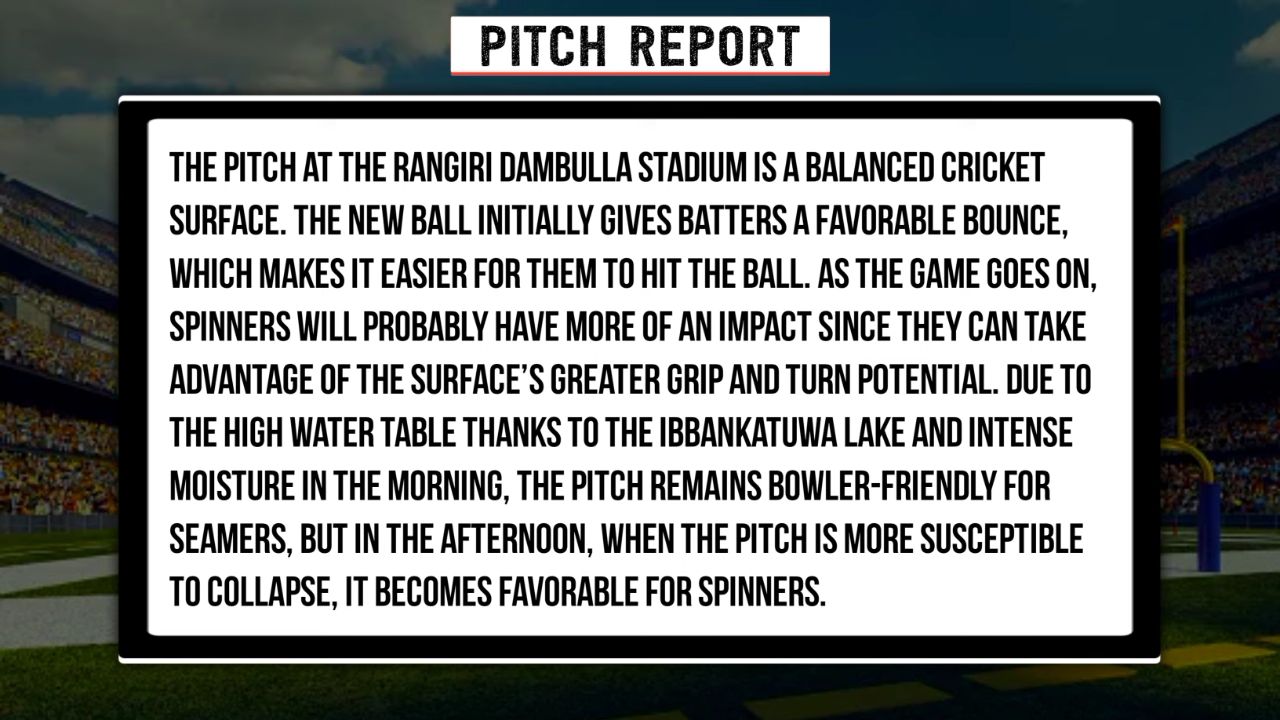 PITCH REPORT
THE PITCH AT THE RANGIRI DAMBULLA STADIUM IS A BALANCED CRICKET
SURFACE. THE NEW BALL INITIALLY GIVES BATTERS A FAVORABLE BOUNCE,
WHICH MAKES IT EASIER FOR THEM TO HIT THE BALL. AS THE GAME GOES ON,
SPINNERS WILL PROBABLY HAVE MORE OF AN IMPACT SINCE THEY CAN TAKE
ADVANTAGE OF THE SURFACE’S GREATER GRIP AND TURN POTENTIAL. DUE TO
THE HIGH WATER TABLE THANKS TO THE IBBANKATUWA LAKE AND INTENSE
MOISTURE IN THE MORNING, THE PITCH REMAINS BOWLER-FRIENDLY FOR
SEAMERS, BUT IN THE AFTERNOON, WHEN THE PITCH IS MORE SUSCEPTIBLE
TO COLLAPSE, IT BECOMES FAVORABLE FOR SPINNERS.